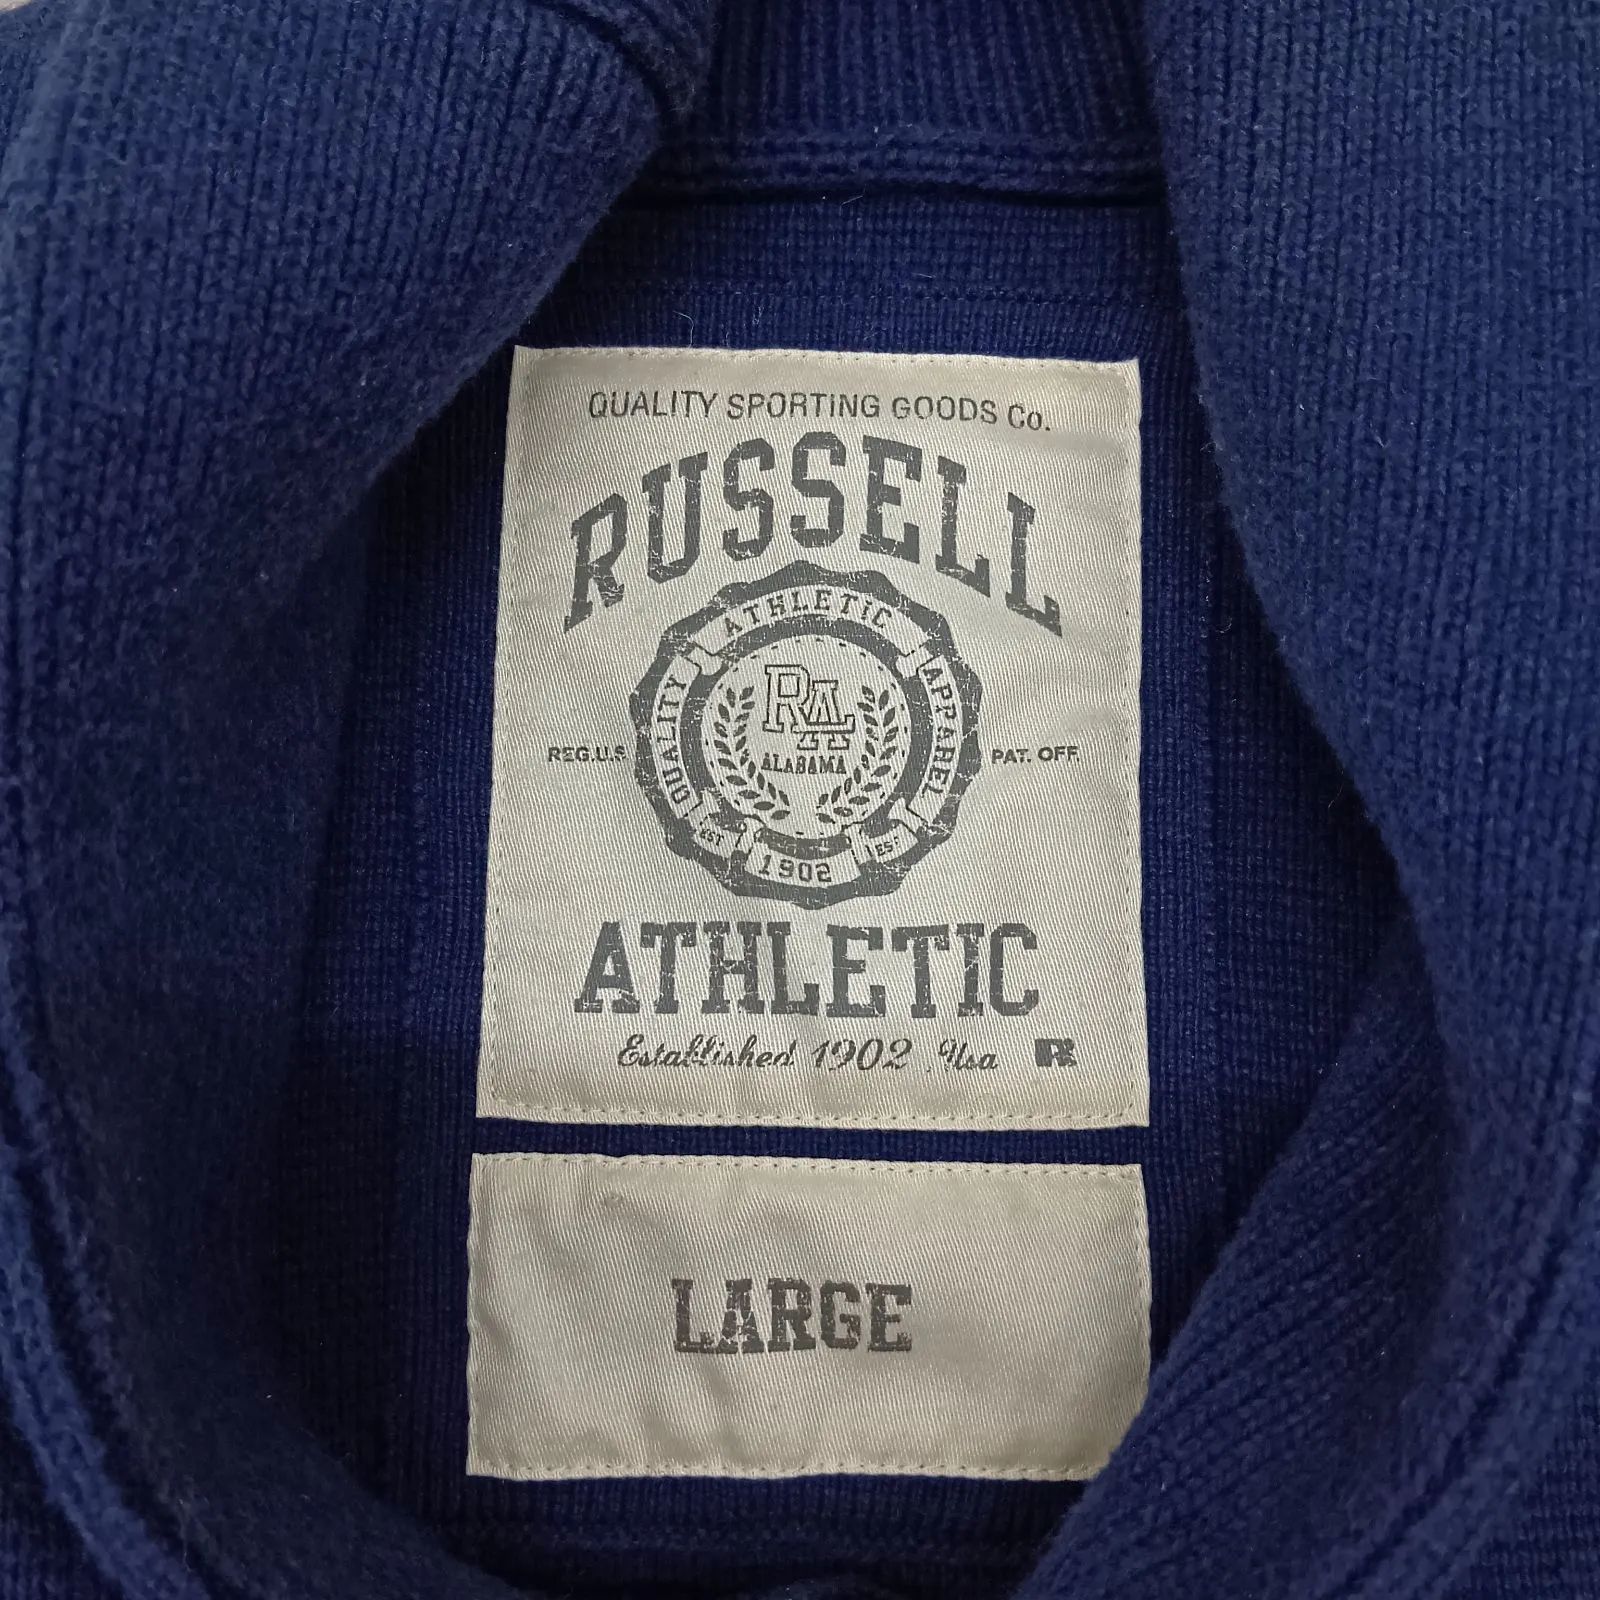 QUALITY SPORTING GOODS Co.
RUSSELL
ATHLETIC
QUALITY
APPAREL
RA
ALABAMA
REG.U.S
PAT. OFF.
EST
1902
EST
ATHLETIC
Established 1902 Usa
R
LARGE